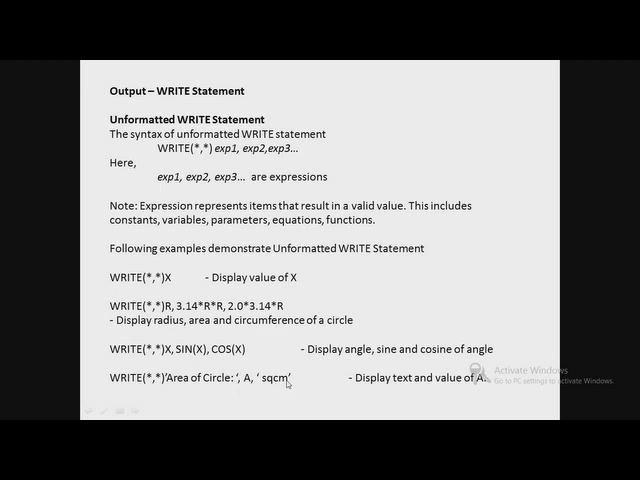 Output – WRITE Statement
Unformatted WRITE Statement
The syntax of unformatted WRITE statement
WRITE(*,*) exp1, exp2,exp3…
Here,
exp1, exp2, exp3… are expressions
Note: Expression represents items that result in a valid value. This includes
constants, variables, parameters, equations, functions.
Following examples demonstrate Unformatted WRITE Statement
WRITE(*,*)X - Display value of X
WRITE(*,*)R, 3.14*R*R, 2.0*3.14*R
- Display radius, area and circumference of a circle
WRITE(*,*)X, SIN(X), COS(X) - Display angle, sine and cosine of angle
WRITE(*,*)’Area of Circle: ‘, A, ‘ sqcm’ - Display text and value of A.
Activate Windows
Go to PC settings to activate Windows.